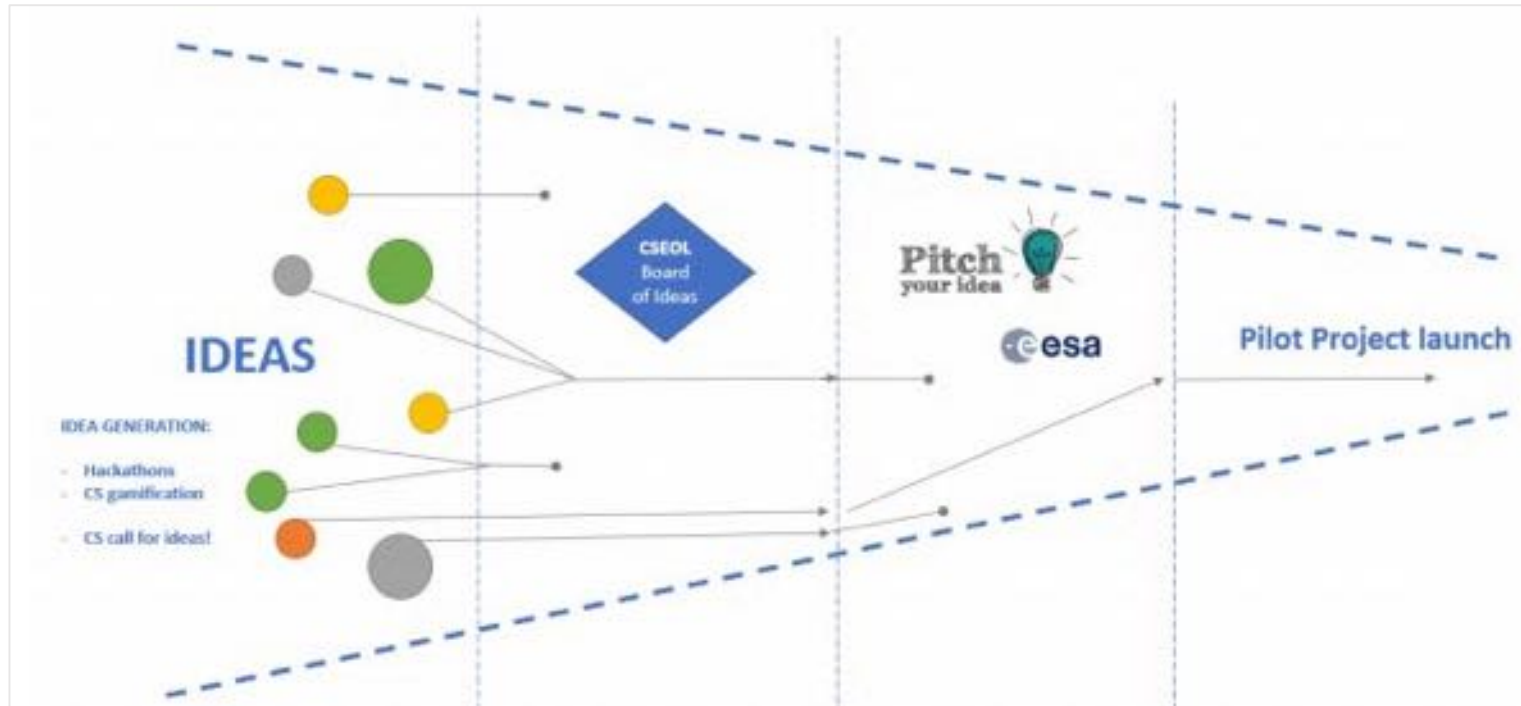 IDEAS
IDEA GENERATION:
- Hackathons
- CS gamification
- CS call for ideas!
CSEOL
Board
of Ideas
Pitch
your idea
esa
Pilot Project launch